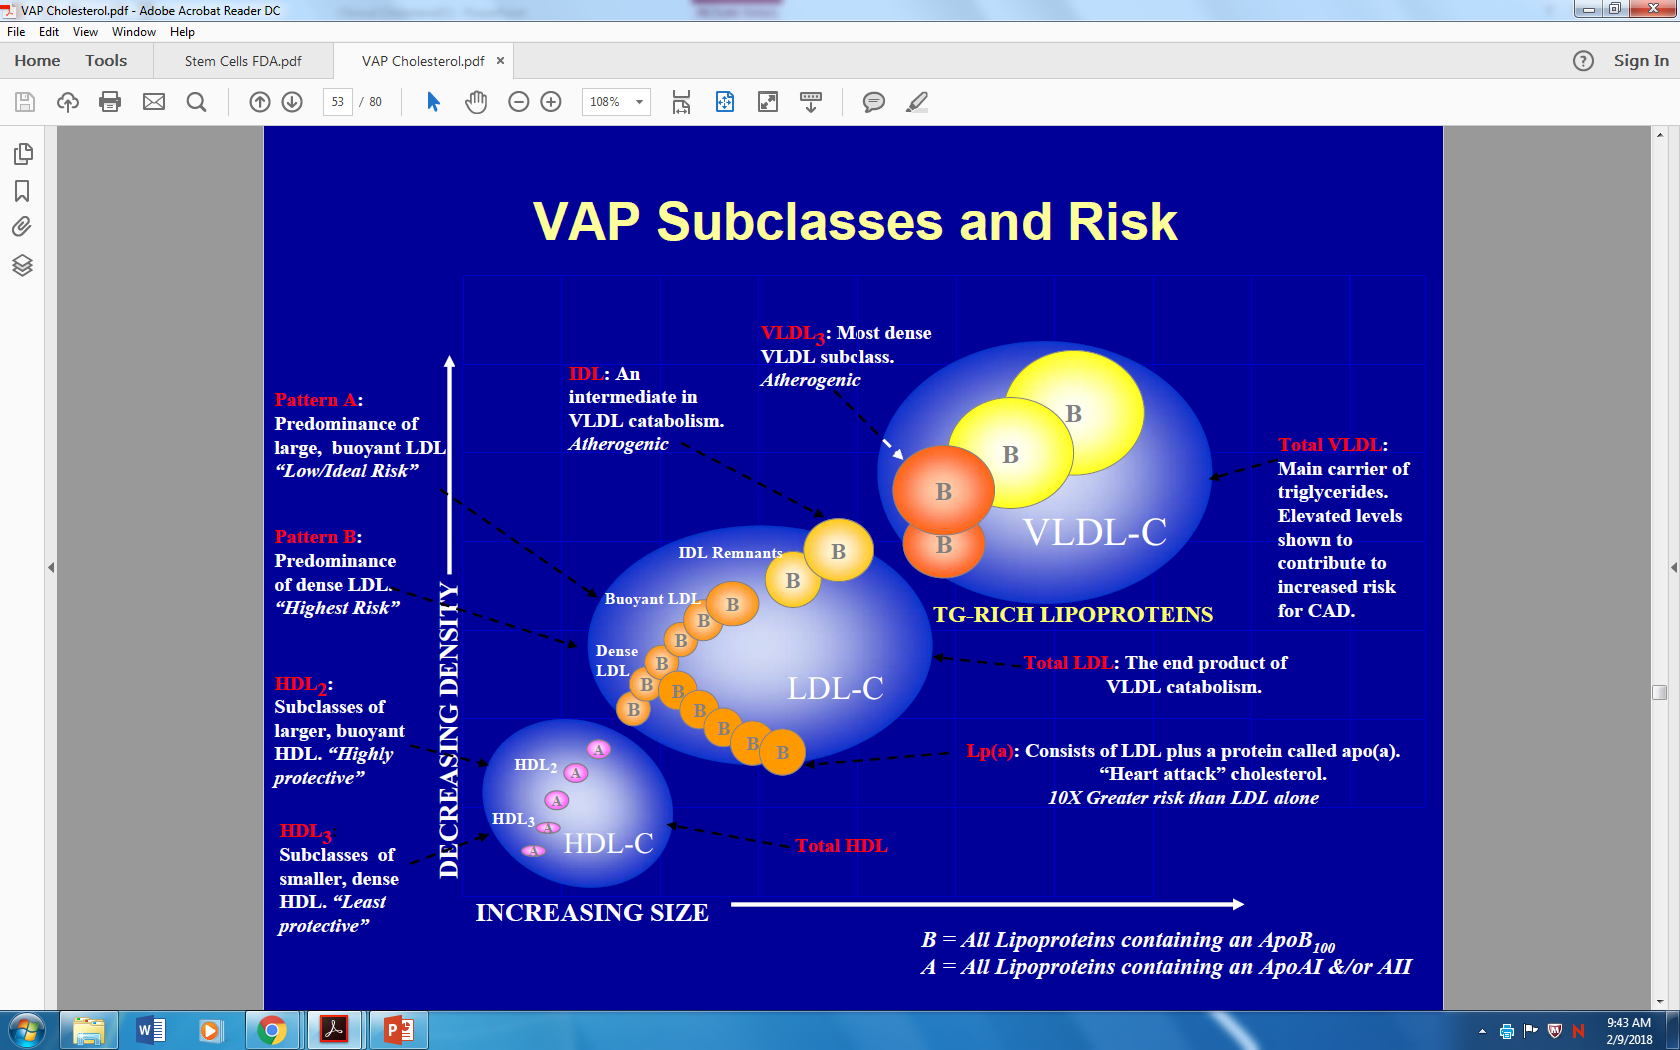 VAP Cholesterol.pdf - Adobe Acrobat Reader DC
File Edit View Window Help
Home Tools Stem Cells FDA.pdf VAP Cholesterol.pdf × Sign In
53 / 80 108%
VAP Subclasses and Risk
VLDL3: Most dense
VLDL subclass.
Atherogenic
IDL: An
intermediate in
VLDL catabolism.
Atherogenic
Pattern A:
Predominance of
large, buoyant LDL
“Low/Ideal Risk”
Pattern B:
Predominance
of dense LDL.
“Highest Risk”
HDL2:
Subclasses of
larger, buoyant
HDL. “Highly
protective”
HDL3:
Subclasses of
smaller, dense
HDL. “Least
protective”
DECREASING DENSITY
B
B
B
B
VLDL-C
TG-RICH LIPOPROTEINS
Total VLDL:
Main carrier of
triglycerides.
Elevated levels
shown to
contribute to
increased risk
for CAD.
IDL Remnants
B
B
Buoyant LDL
B
B
B
Dense
LDL
B
B
B
B
B
B
B
B
LDL-C
Total LDL: The end product of
VLDL catabolism.
Lp(a): Consists of LDL plus a protein called apo(a).
“Heart attack” cholesterol.
10X Greater risk than LDL alone
HDL2
A
A
A
HDL3
A
A
HDL-C
Total HDL
INCREASING SIZE
B = All Lipoproteins containing an ApoB100
A = All Lipoproteins containing an ApoAI &/or AII
9:43 AM
2/9/2018